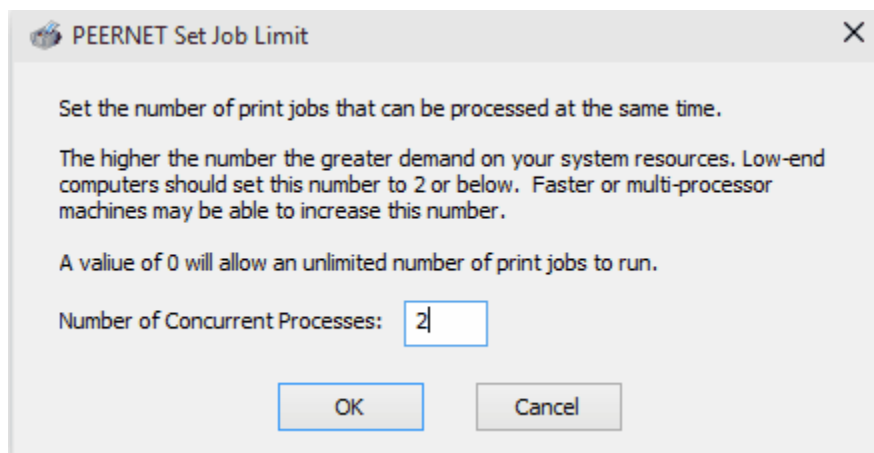 PEERNET Set Job Limit
Set the number of print jobs that can be processed at the same time.
The higher the number the greater demand on your system resources. Low-end
computers should set this number to 2 or below.  Faster or multi-processor
machines may be able to increase this number.
A valiue of 0 will allow an unlimited number of print jobs to run.
Number of Concurrent Processes: 2
OK Cancel